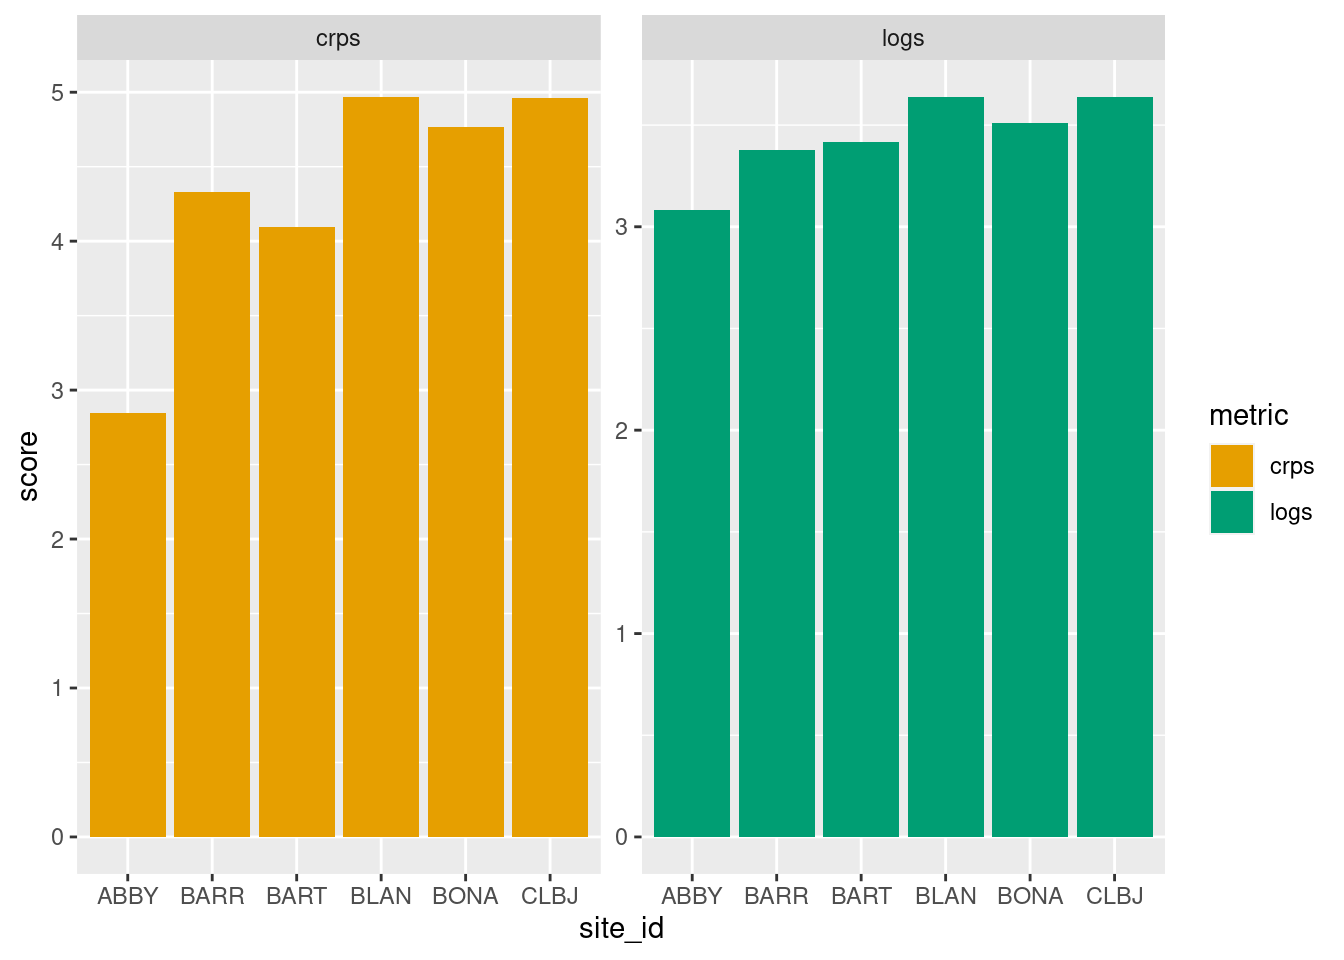 crps
logs
score
5
4
3
2
1
0
3
2
1
0
ABBY BARR BART BLAN BONA CLBJ
ABBY BARR BART BLAN BONA CLBJ
site_id
metric
crps
logs